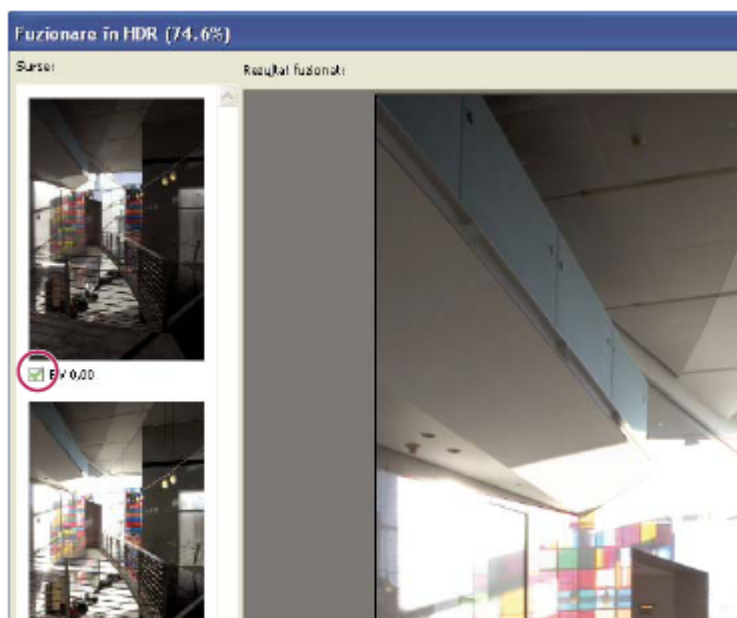 Fuzionare în HDR (74.6%)
Surse:
Rezultat fuzionat:
EV 0,00